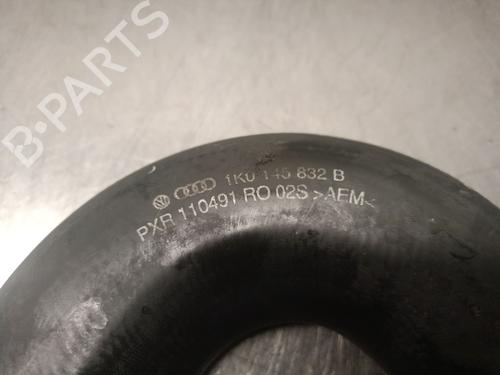 B-PARTS
1K0 145 832 B
PXR 110491 RO 02S >AEM<